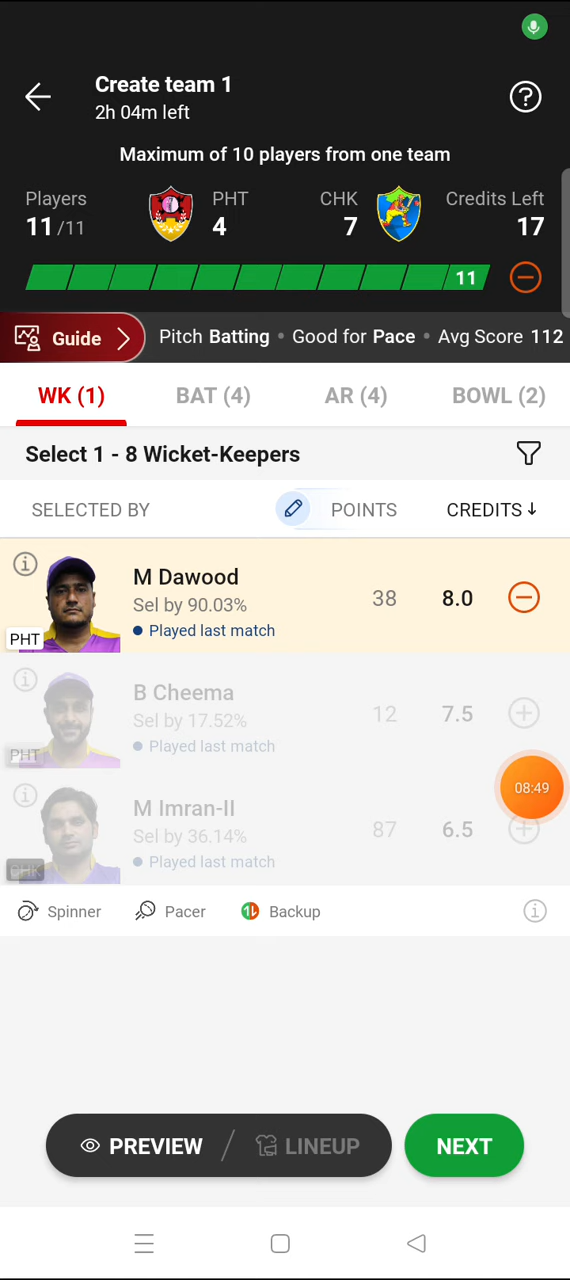 Create team 1
2h 04m left
Maximum of 10 players from one team
Players
11/11
PHT
4
CHK
7
Credits Left
17
11
Guide
Pitch Batting • Good for Pace • Avg Score 112
WK (1)
BAT (4)
AR (4)
BOWL (2)
Select 1 - 8 Wicket-Keepers
SELECTED BY
POINTS
CREDITS↓
M Dawood
Sel by 90.03%
Played last match
38
8.0
PHT
B Cheema
Sel by 17.52%
Played last match
12
7.5
PHT
08:49
M Imran-II
Sel by 36.14%
Played last match
87
6.5
CHK
Spinner
Pacer
Backup
PREVIEW / LINEUP
NEXT